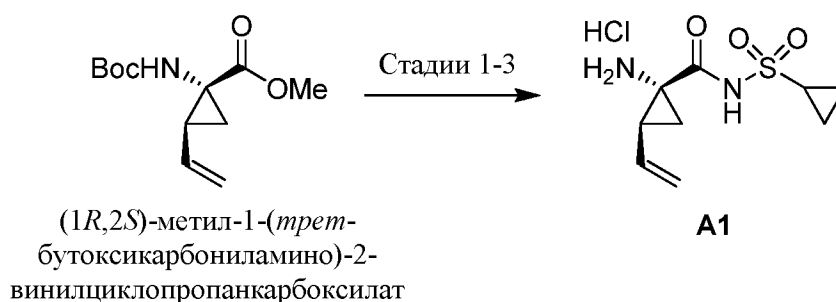 BocHN
O
OMe
Стадии 1-3
HCl
H2N
O
N
H
O
S
O
(1R,2S)-метил-1-(трет-
бутоксикарбониламино)-2-
винилциклопропанкарбоксилат
A1